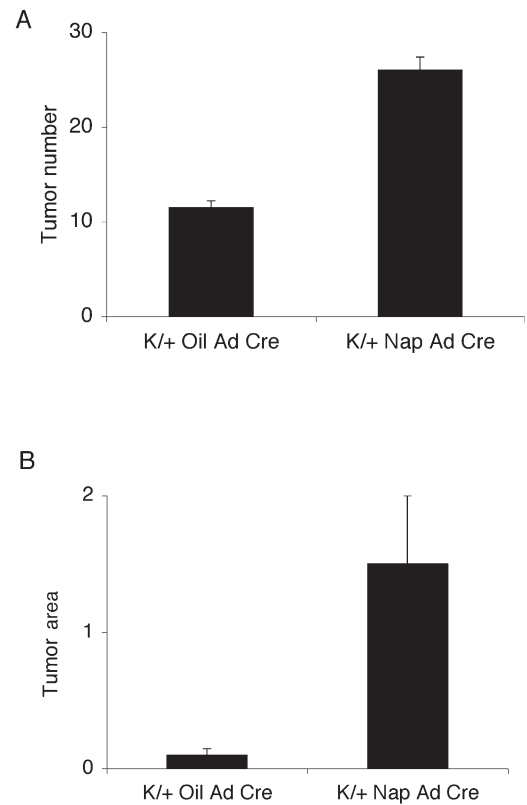 A
30
20
10
0
Tumor number
K/+ Oil Ad Cre
K/+ Nap Ad Cre
B
2
1
0
Tumor area
K/+ Oil Ad Cre
K/+ Nap Ad Cre